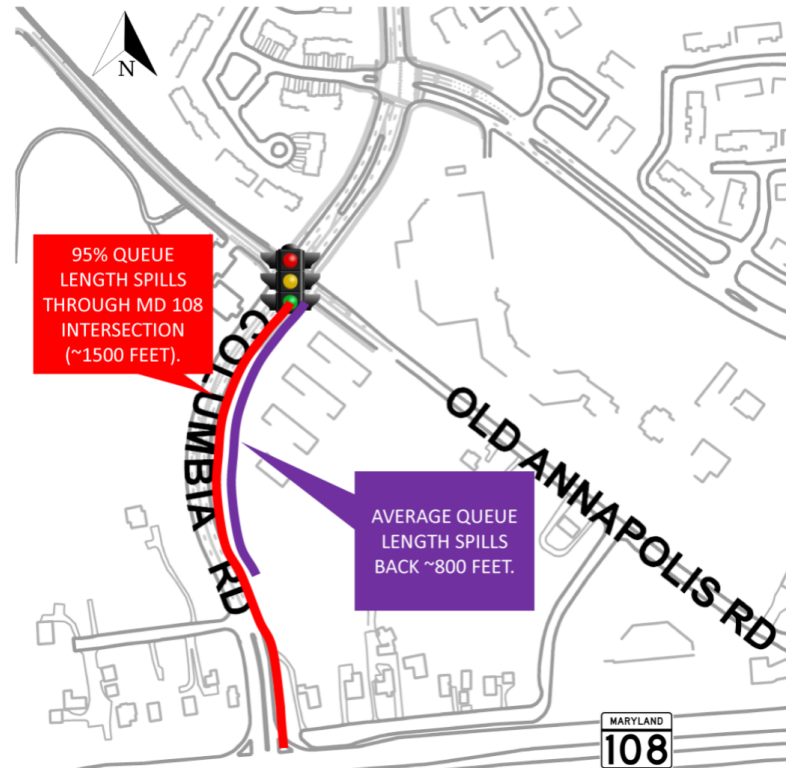 N
95% QUEUE
LENGTH SPILLS
THROUGH MD 108
INTERSECTION
(~1500 FEET).
COLUMBIA RD
OLD ANNAPOLIS RD
AVERAGE QUEUE
LENGTH SPILLS
BACK ~800 FEET.
MARYLAND
108